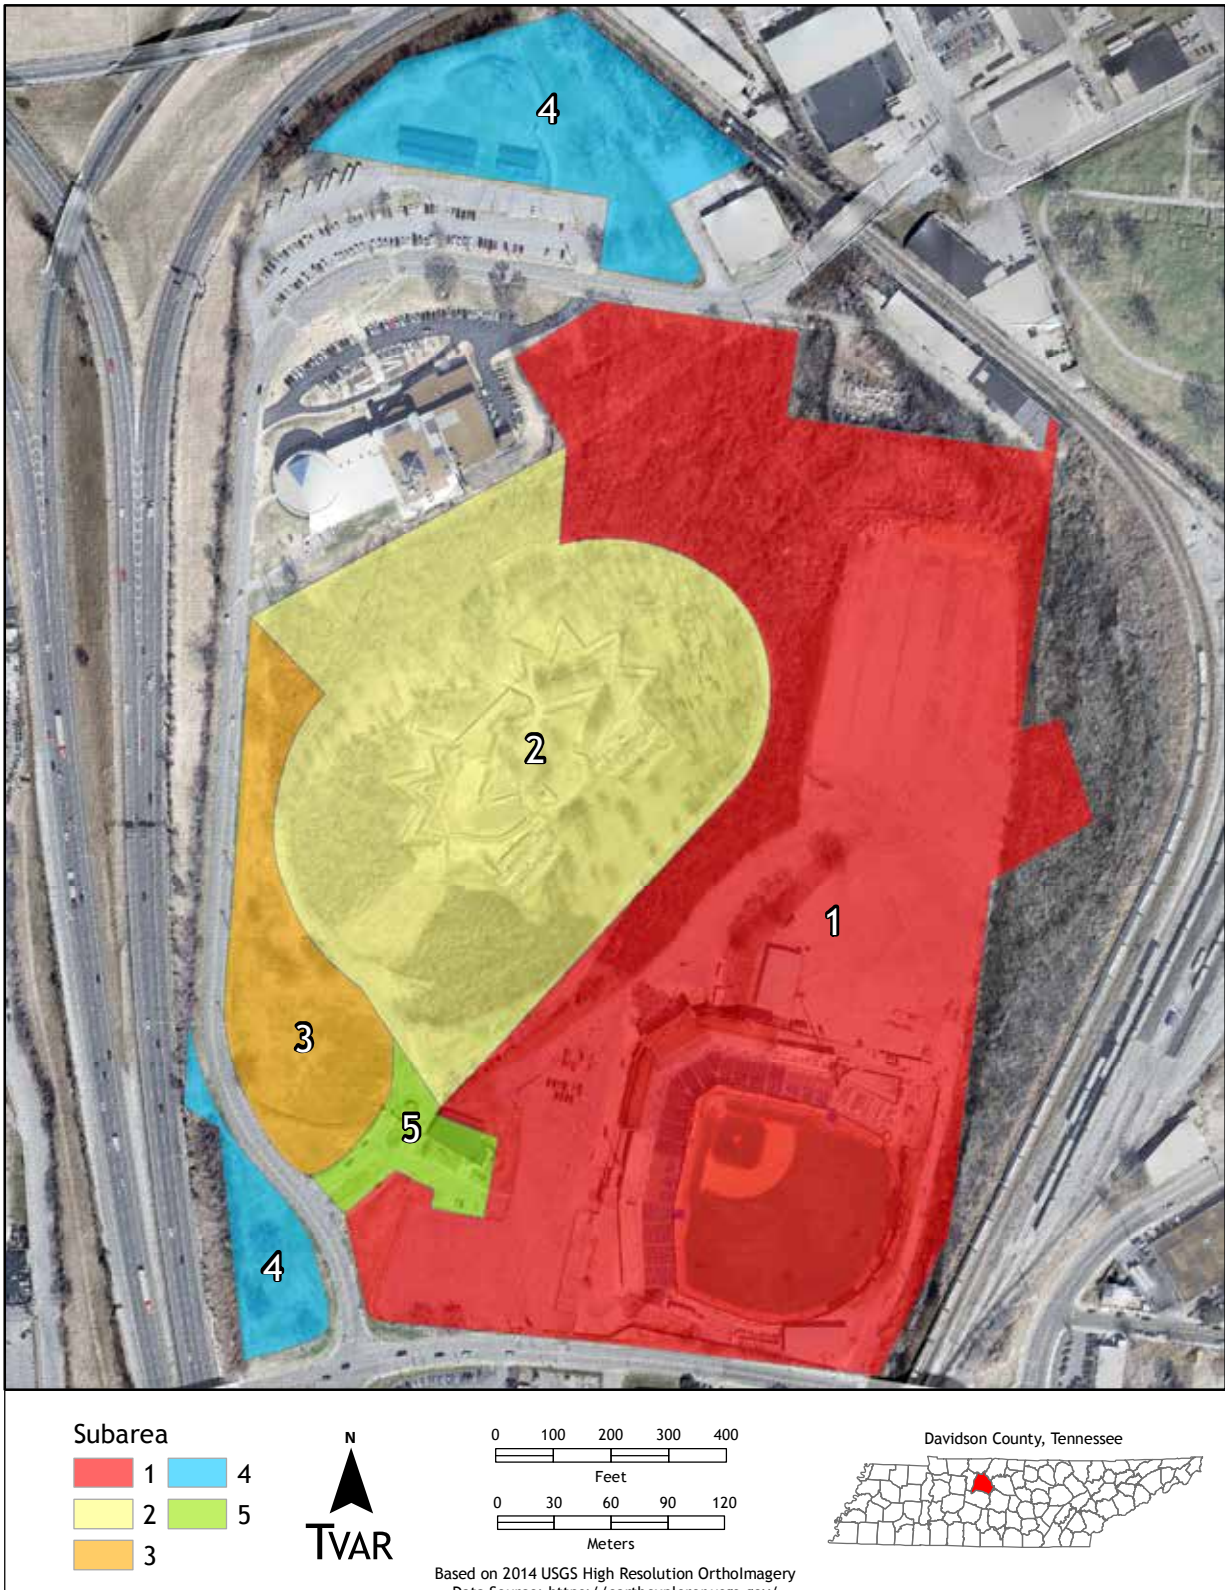 4
2
1
3
5
4
Subarea
1
4
2
5
3
N
TVAR
0 100 200 300 400
Feet
0 30 60 90 120
Meters
Davidson County, Tennessee
Based on 2014 USGS High Resolution OrthoImagery